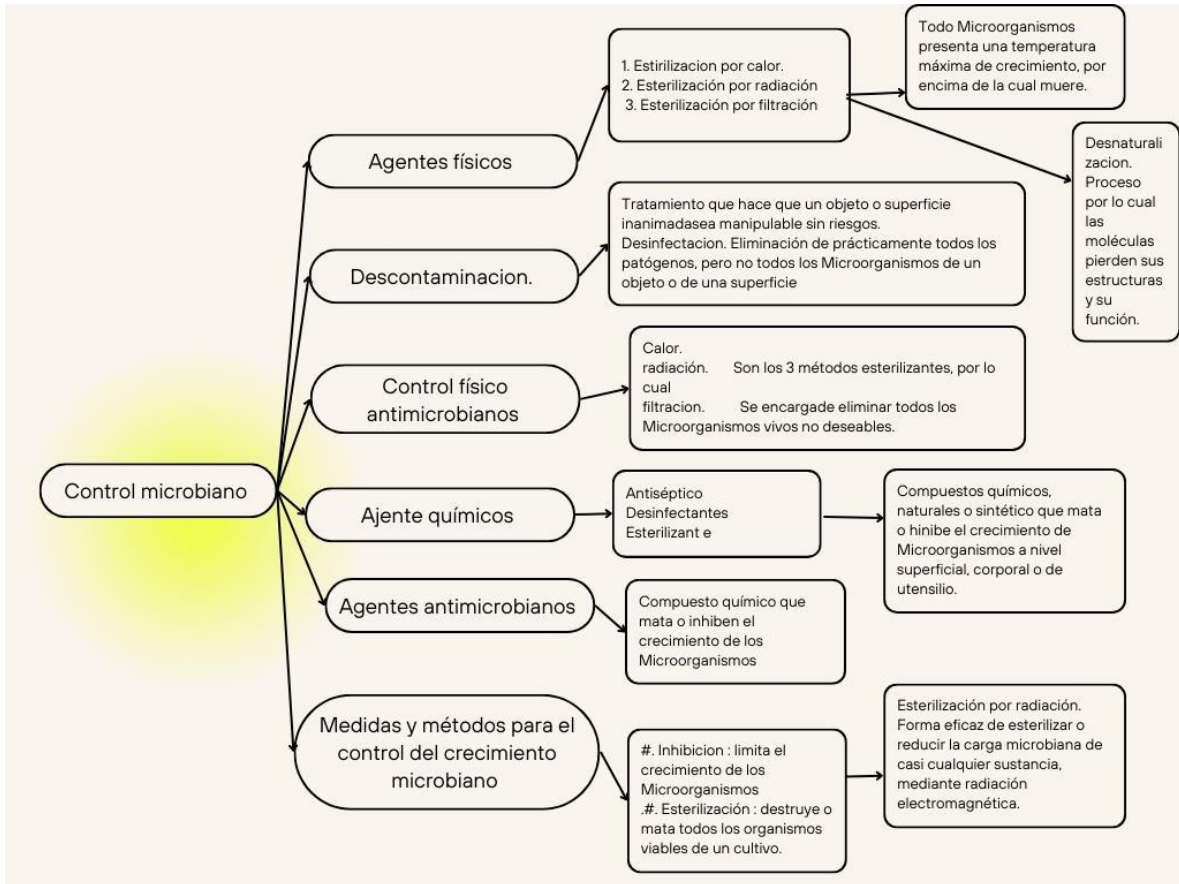 Control microbiano
Agentes físicos
1. Estirilizacion por calor.
2. Esterilización por radiación
3. Esterilización por filtración
Todo Microorganismos
presenta una temperatura
máxima de crecimiento, por
encima de la cual muere.
Desnaturali
zacion.
Proceso
por lo cual
las
moléculas
pierden sus
estructuras
y su
función.
Descontaminacion.
Tratamiento que hace que un objeto o superficie
inanimadasea manipulable sin riesgos.
Desinfectacion. Eliminación de prácticamente todos los
patógenos, pero no todos los Microorganismos de un
objeto o de una superficie
Control físico
antimicrobianos
Calor.
radiación. Son los 3 métodos esterilizantes, por lo
cual
filtracion. Se encargade eliminar todos los
Microorganismos vivos no deseables.
Ajente químicos
Antiséptico
Desinfectantes
Esterilizant e
Compuestos químicos,
naturales o sintético que mata
o hinibe el crecimiento de
Microorganismos a nivel
superficial, corporal o de
utensilio.
Agentes antimicrobianos
Compuesto químico que
mata o inhiben el
crecimiento de los
Microorganismos
Medidas y métodos para el
control del crecimiento
microbiano
#. Inhibicion : limita el
crecimiento de los
Microorganismos
.#. Esterilización : destruye o
mata todos los organismos
viables de un cultivo.
Esterilización por radiación.
Forma eficaz de esterilizar o
reducir la carga microbiana de
casi cualquier sustancia,
mediante radiación
electromagnética.